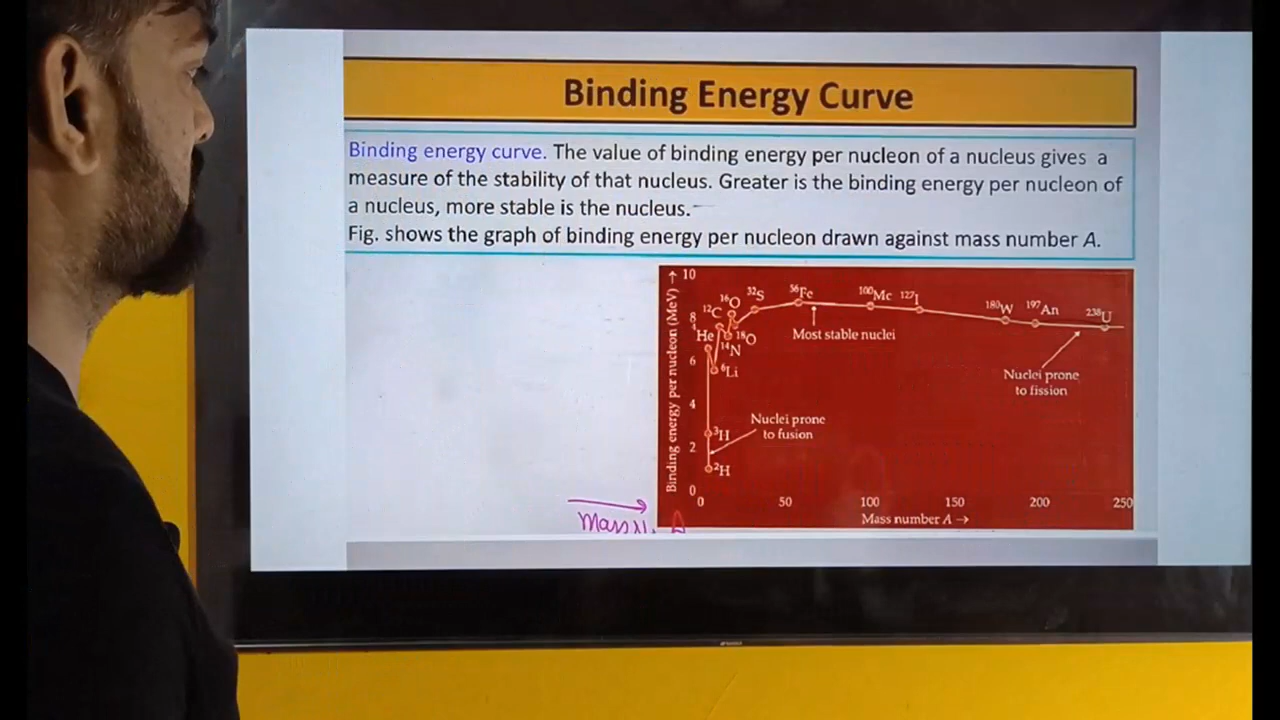 Binding Energy Curve
Binding energy curve. The value of binding energy per nucleon of a nucleus gives a
measure of the stability of that nucleus. Greater is the binding energy per nucleon of
a nucleus, more stable is the nucleus.
Fig. shows the graph of binding energy per nucleon drawn against mass number A.
Binding energy per nucleon (MeV) →
10
8
6
4
2
0
⁴He
¹²C
¹⁶O
³²S
⁵⁶Fe
¹⁰⁰Mc
¹²⁷I
¹⁸⁰W
¹⁹⁷An
²³⁸U
¹⁸O
¹⁴N
⁶Li
³H
²H
Most stable nuclei
Nuclei prone
to fission
Nuclei prone
to fusion
0 50 100 150 200 250
Mass number A →
Mass N. A